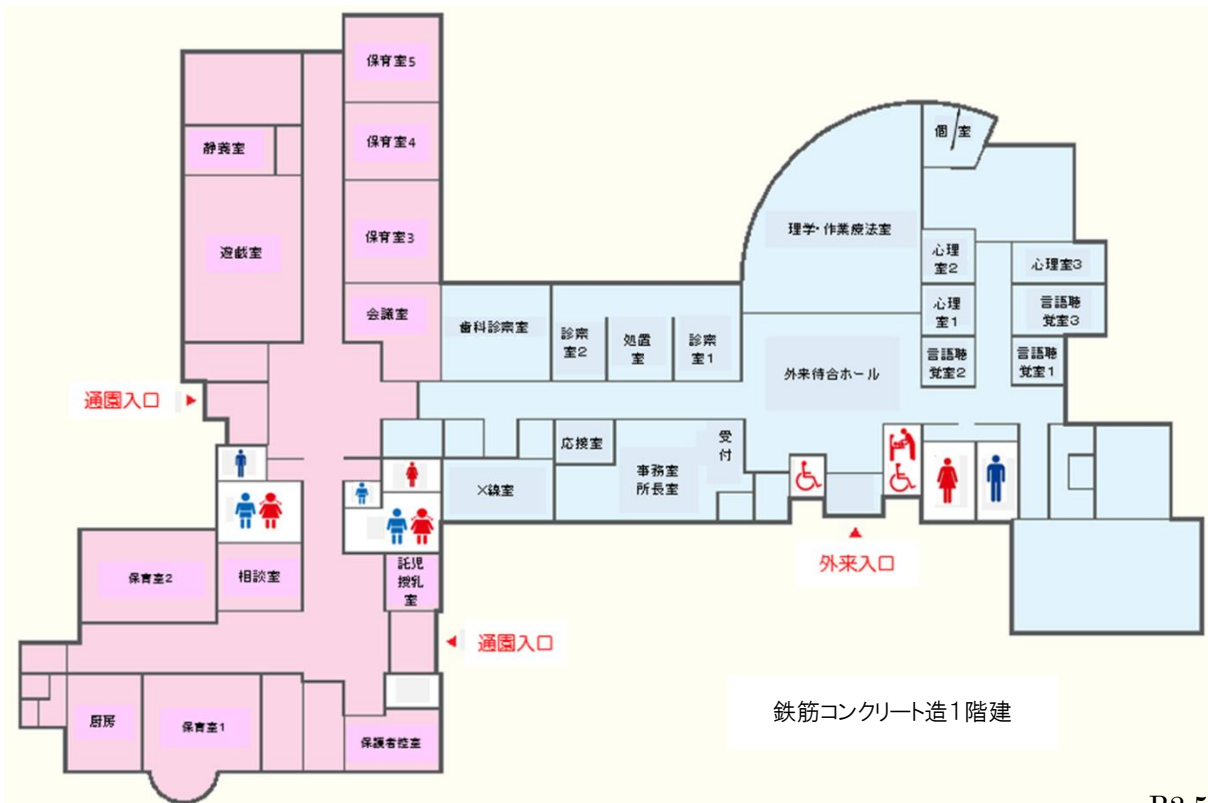 保育室5
保育室4
静養室
個室
理学・作業療法室
保育室3
遊戯室
心理
室2
心理室3
会議室
歯科診察室
診察
室2
処置
室
診察
室1
心理
室1
言語聴
覚室3
外来待合ホール
言語聴
覚室2
言語聴
覚室1
通園入口
応接室
受
付
事務室
所長室
X線室
外来入口
保育室2
相談室
託児
授乳
室
通園入口
厨房
保育室1
保護者控室
鉄筋コンクリート造1階建